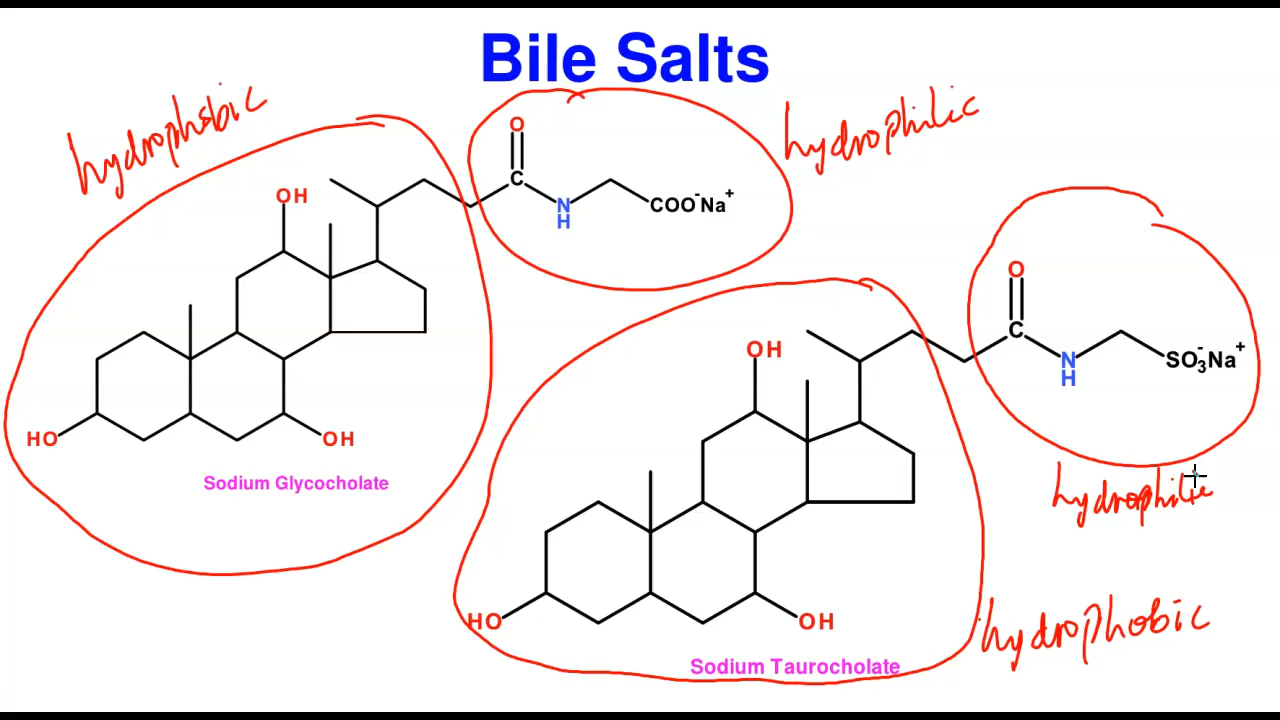 Bile Salts
hydrophobic
hydrophilic
O
C
N
H
COO-Na+
OH
HO
OH
Sodium Glycocholate
O
C
N
H
SO3-Na+
OH
HO
OH
hydrophilic
hydrophobic
Sodium Taurocholate